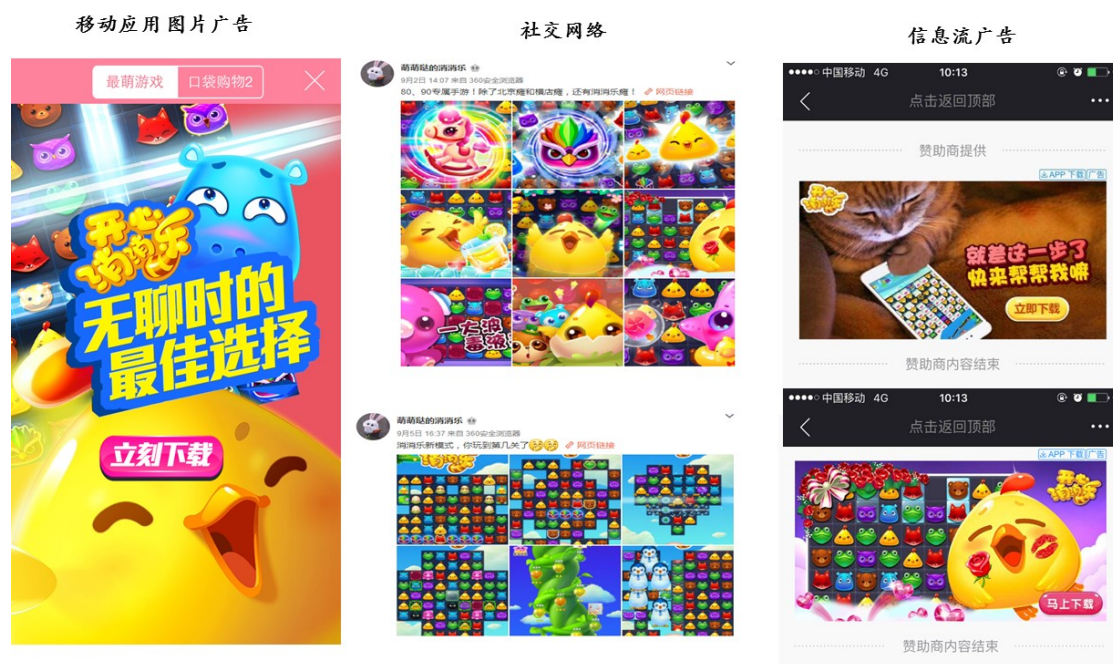 移动应用图片广告
最萌游戏
口袋购物2
开心消消乐
无聊时的
最佳选择
立刻下载
社交网络
萌萌哒的消消乐
9月2日 14:07 来自 360安全浏览器
80、90专属手游！除了北京瘫和横店瘫，还有消消乐瘫！ 网页链接
一大波
毒液
萌萌哒的消消乐
9月5日 16:37 来自 360安全浏览器
消消乐新模式，你玩到第几关了 网页链接
消消乐
信息流广告
中国移动 4G 10:13
点击返回顶部
赞助商提供
APP 下载 广告
开心
消消乐
就差这一步了
快来帮帮我嘛
立即下载
赞助商内容结束
中国移动 4G 10:13
点击返回顶部
APP 下载 广告
开心
消消乐
马上下载
赞助商内容结束